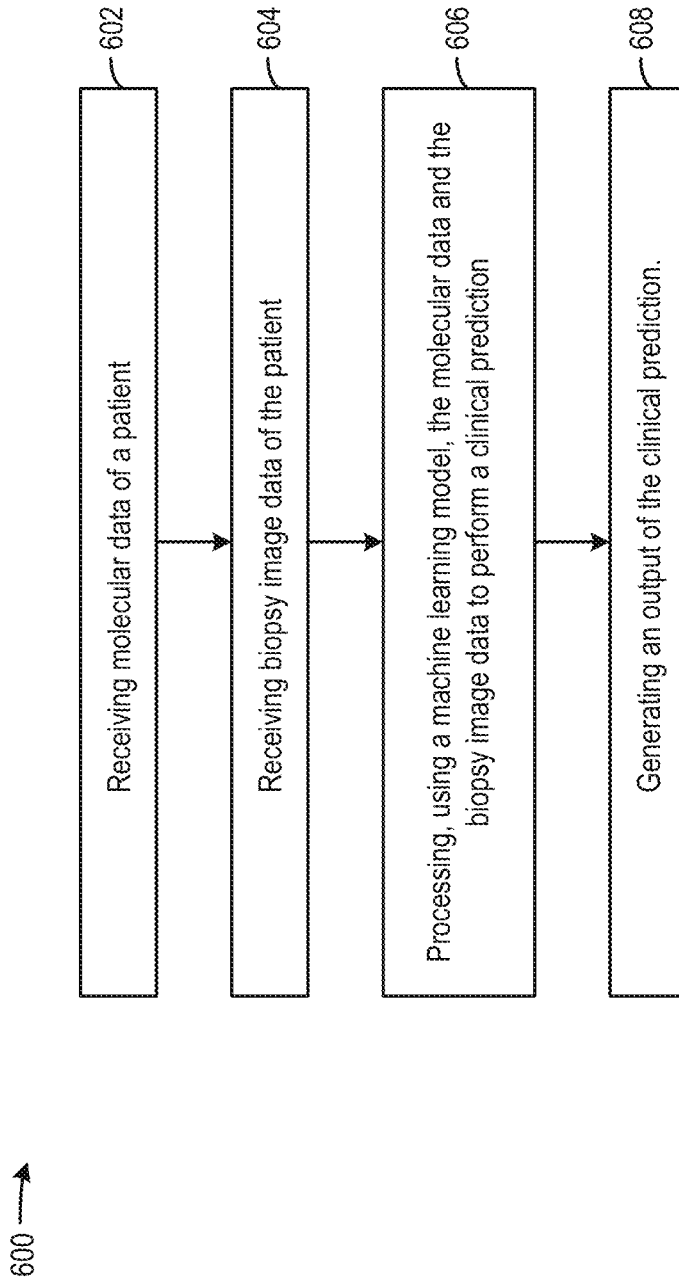 600
Receiving molecular data of a patient
602
Receiving biopsy image data of the patient
604
Processing, using a machine learning model, the molecular data and the
biopsy image data to perform a clinical prediction
606
Generating an output of the clinical prediction.
608